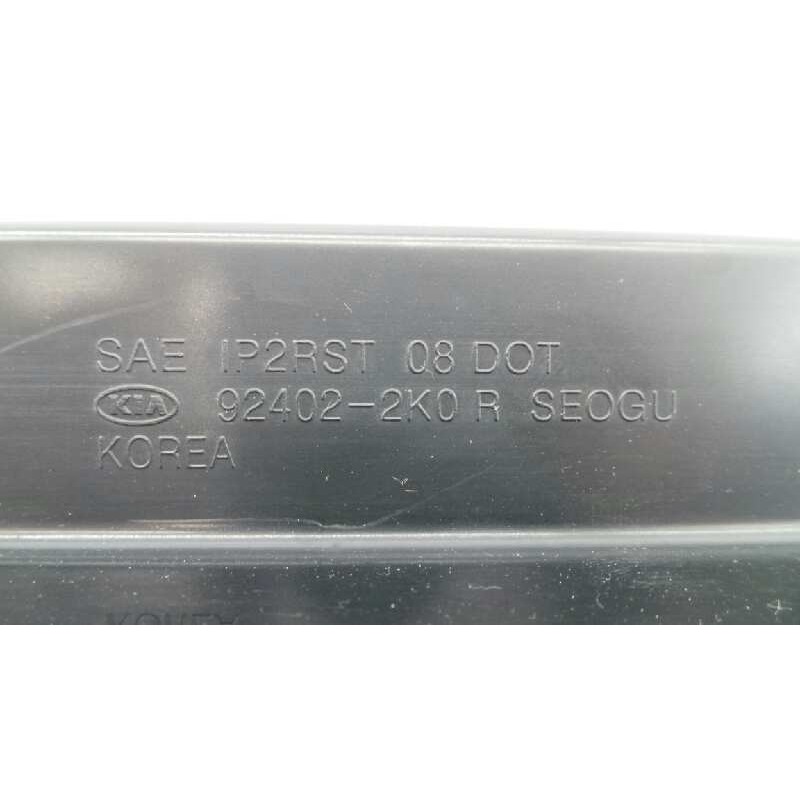 SAE IP2RST 08 DOT
KIA 92402-2K0 R SEOGU
KOREA